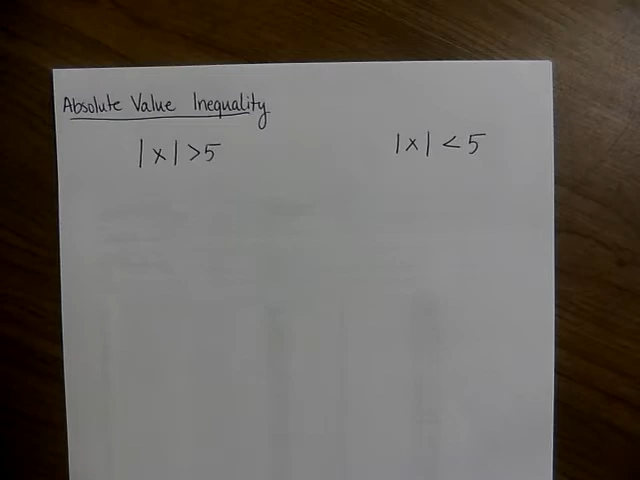 Absolute Value Inequality
|x| > 5
|x| < 5